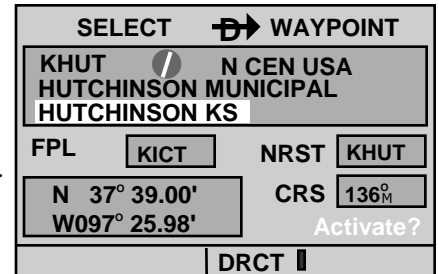 SELECT D WAYPOINT
KHUT N CEN USA
HUTCHINSON MUNICIPAL
HUTCHINSON KS
FPL KICT NRST KHUT
N 37° 39.00' CRS 136°M
W097° 25.98' Activate?
DRCT